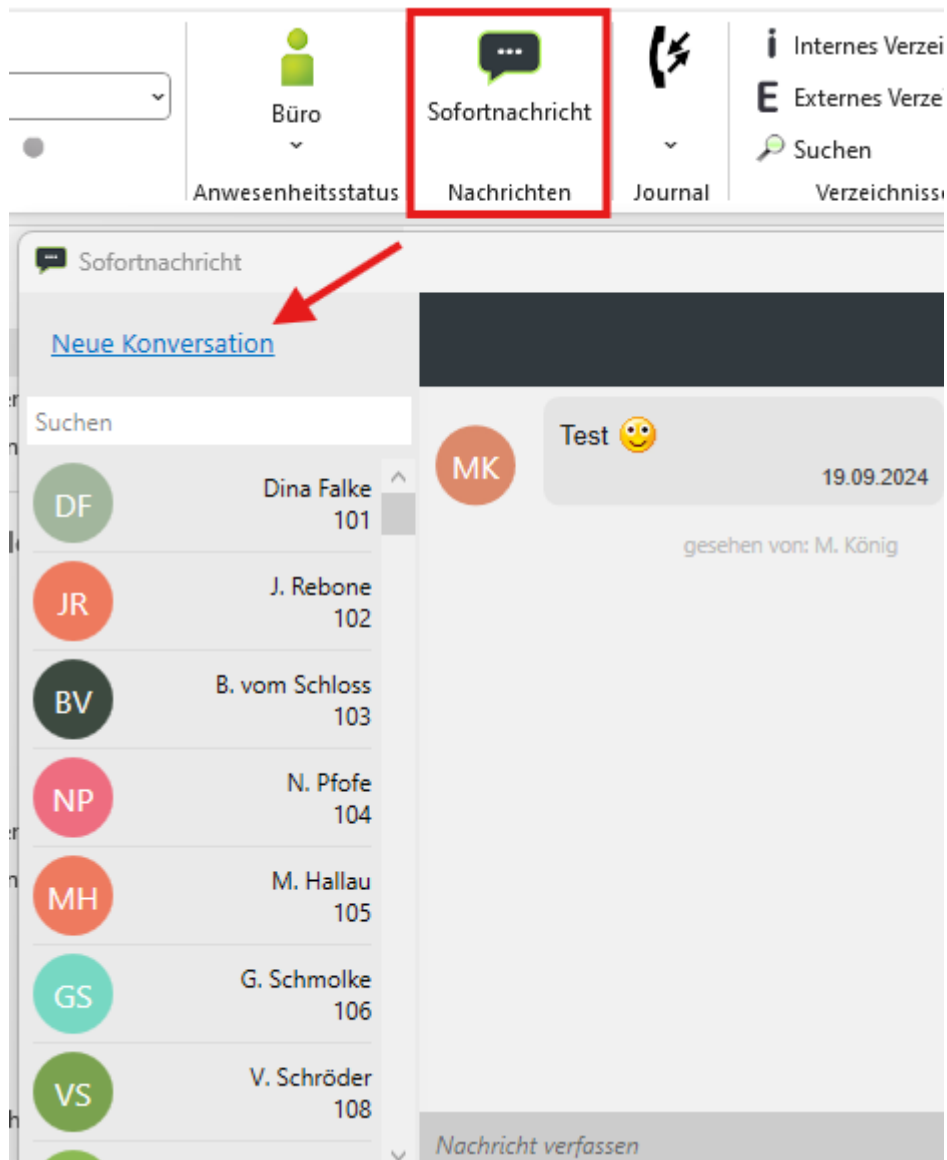 Büro
Anwesenheitsstatus
Sofortnachricht
Nachrichten
Journal
Internes Verzei
E Externes Verze
Suchen
Verzeichnisse
Sofortnachricht
Neue Konversation
Suchen
DF
Dina Falke
101
JR
J. Rebone
102
BV
B. vom Schloss
103
NP
N. Pfofe
104
MH
M. Hallau
105
GS
G. Schmolke
106
VS
V. Schröder
108
MK
Test
19.09.2024
gesehen von: M. König
Nachricht verfassen